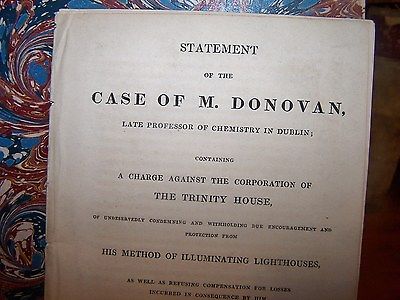 STATEMENT
OF THE
CASE OF M. DONOVAN,
LATE PROFESSOR OF CHEMISTRY IN DUBLIN;
CONTAINING
A CHARGE AGAINST THE CORPORATION OF
THE TRINITY HOUSE,
OF UNDESERVEDLY CONDEMNING AND WITHHOLDING DUE ENCOURAGEMENT AND
PROTECTION FROM
HIS METHOD OF ILLUMINATING LIGHTHOUSES,
AS WELL AS REFUSING COMPENSATION FOR LOSSES
INCURRED IN CONSEQUENCE BY HIM